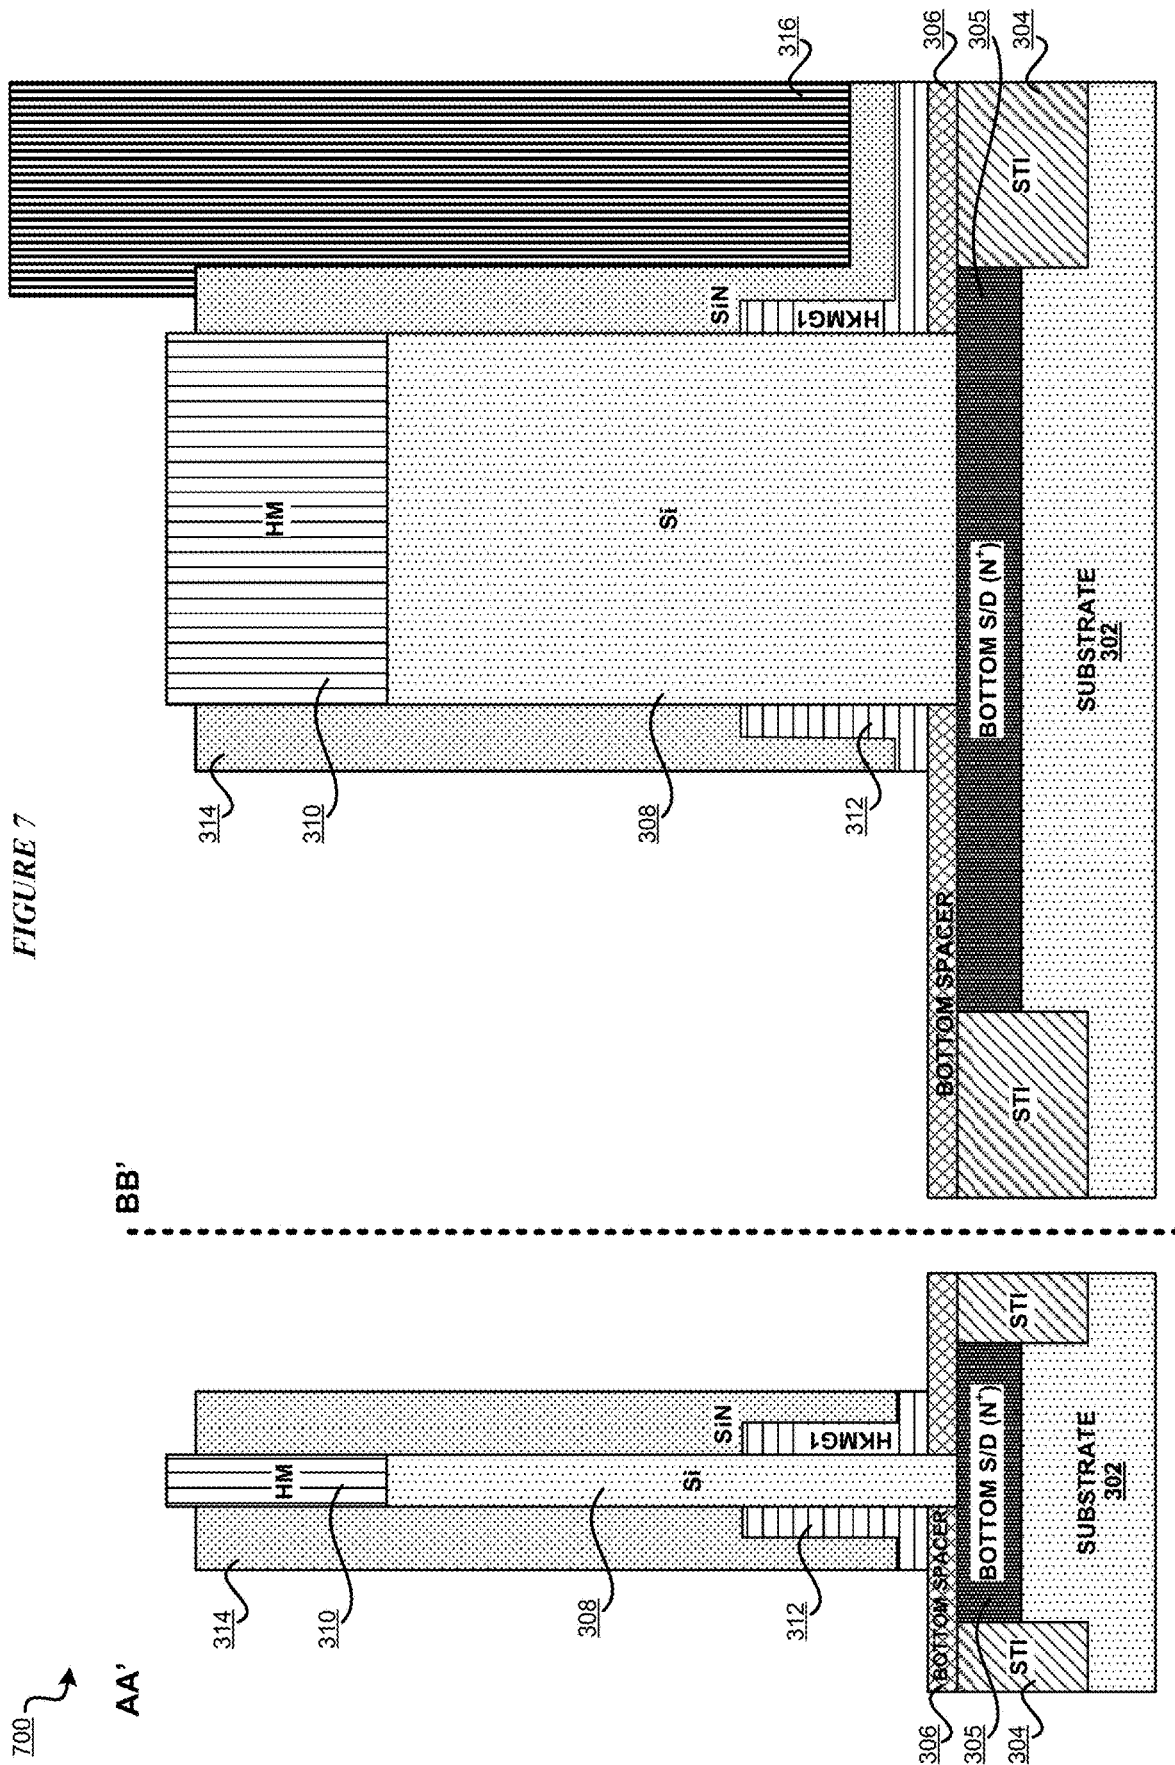 FIGURE 7
700
AA'
BB'
314
310
308
312
306
305
304
HM
Si
SiN
HKMG1
BOTTOM SPACER
BOTTOM S/D (N+)
STI
STI
SUBSTRATE
302
314
310
308
312
316
306
305
304
HM
Si
SiN
HKMG1
BOTTOM SPACER
BOTTOM S/D (N+)
STI
STI
SUBSTRATE
302